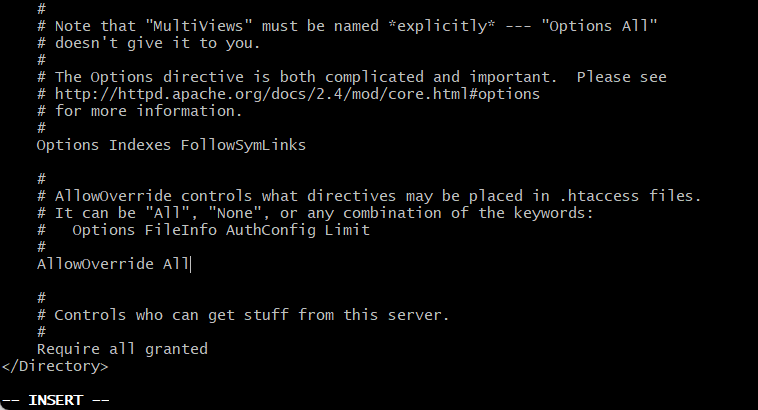 #
# Note that "MultiViews" must be named *explicitly* --- "Options All"
# doesn't give it to you.
#
# The Options directive is both complicated and important.  Please see
# http://httpd.apache.org/docs/2.4/mod/core.html#options
# for more information.
#
Options Indexes FollowSymLinks
#
# AllowOverride controls what directives may be placed in .htaccess files.
# It can be "All", "None", or any combination of the keywords:
#   Options FileInfo AuthConfig Limit
#
AllowOverride All
#
# Controls who can get stuff from this server.
#
Require all granted
</Directory>
-- INSERT --